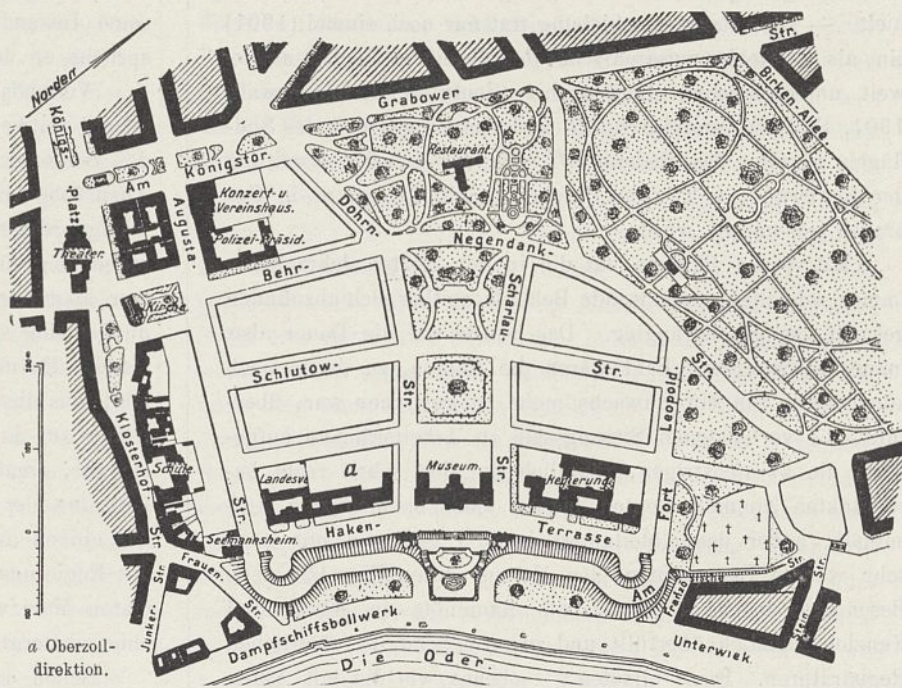 Norden
Königs-
-Platz-
Am Königstor.
Grabower
Str.
Birken-Allee
Restaurant.
Konzert- u.
Vereinshaus.
Polizei-Präsid.
Augusta-
Theater.
Kirche
Dohrn-
Behr-
Negendank-
Str.
Scharlau-
Str.
Schlutow-
Str.
Str.
Leopold.
Fort
Klosterhof-
Str.
Schule.
Landesv.
a
Museum.
Regierung.
Str.
Haken-
Terrasse
Seemannsheim.
Frauen-
Str.
Junker-
Str.
Am
Str.
Stein-
Str.
Dampfschiffsbollwerk
Unterwiek.
Die Oder.
a Oberzoll-
direktion.